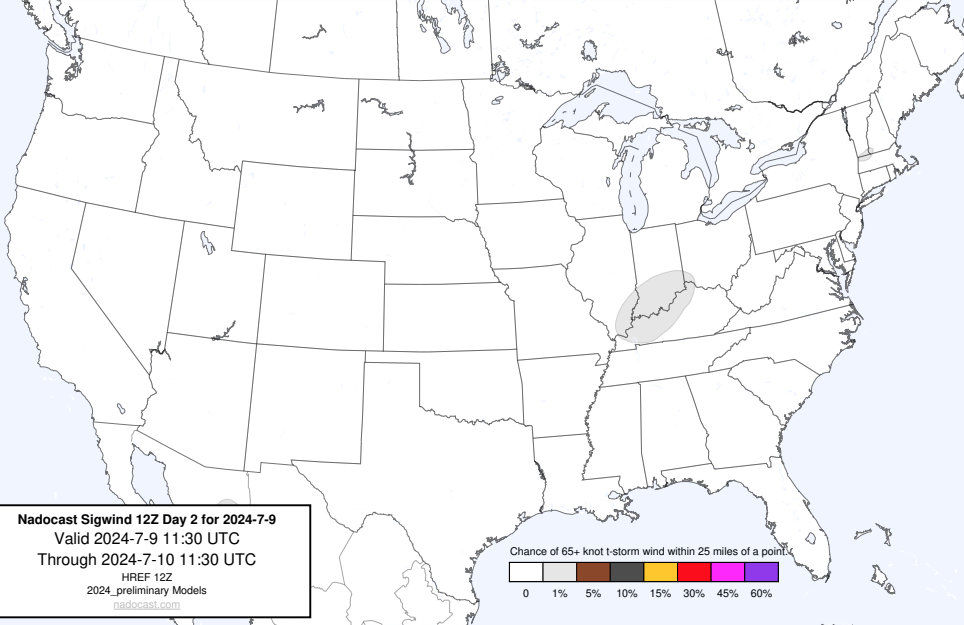 Nadocast Sigwind 12Z Day 2 for 2024-7-9
Valid 2024-7-9 11:30 UTC
Through 2024-7-10 11:30 UTC
HREF 12Z
2024_preliminary Models
nadocast.com
Chance of 65+ knot t-storm wind within 25 miles of a point.
0 1% 5% 10% 15% 30% 45% 60%